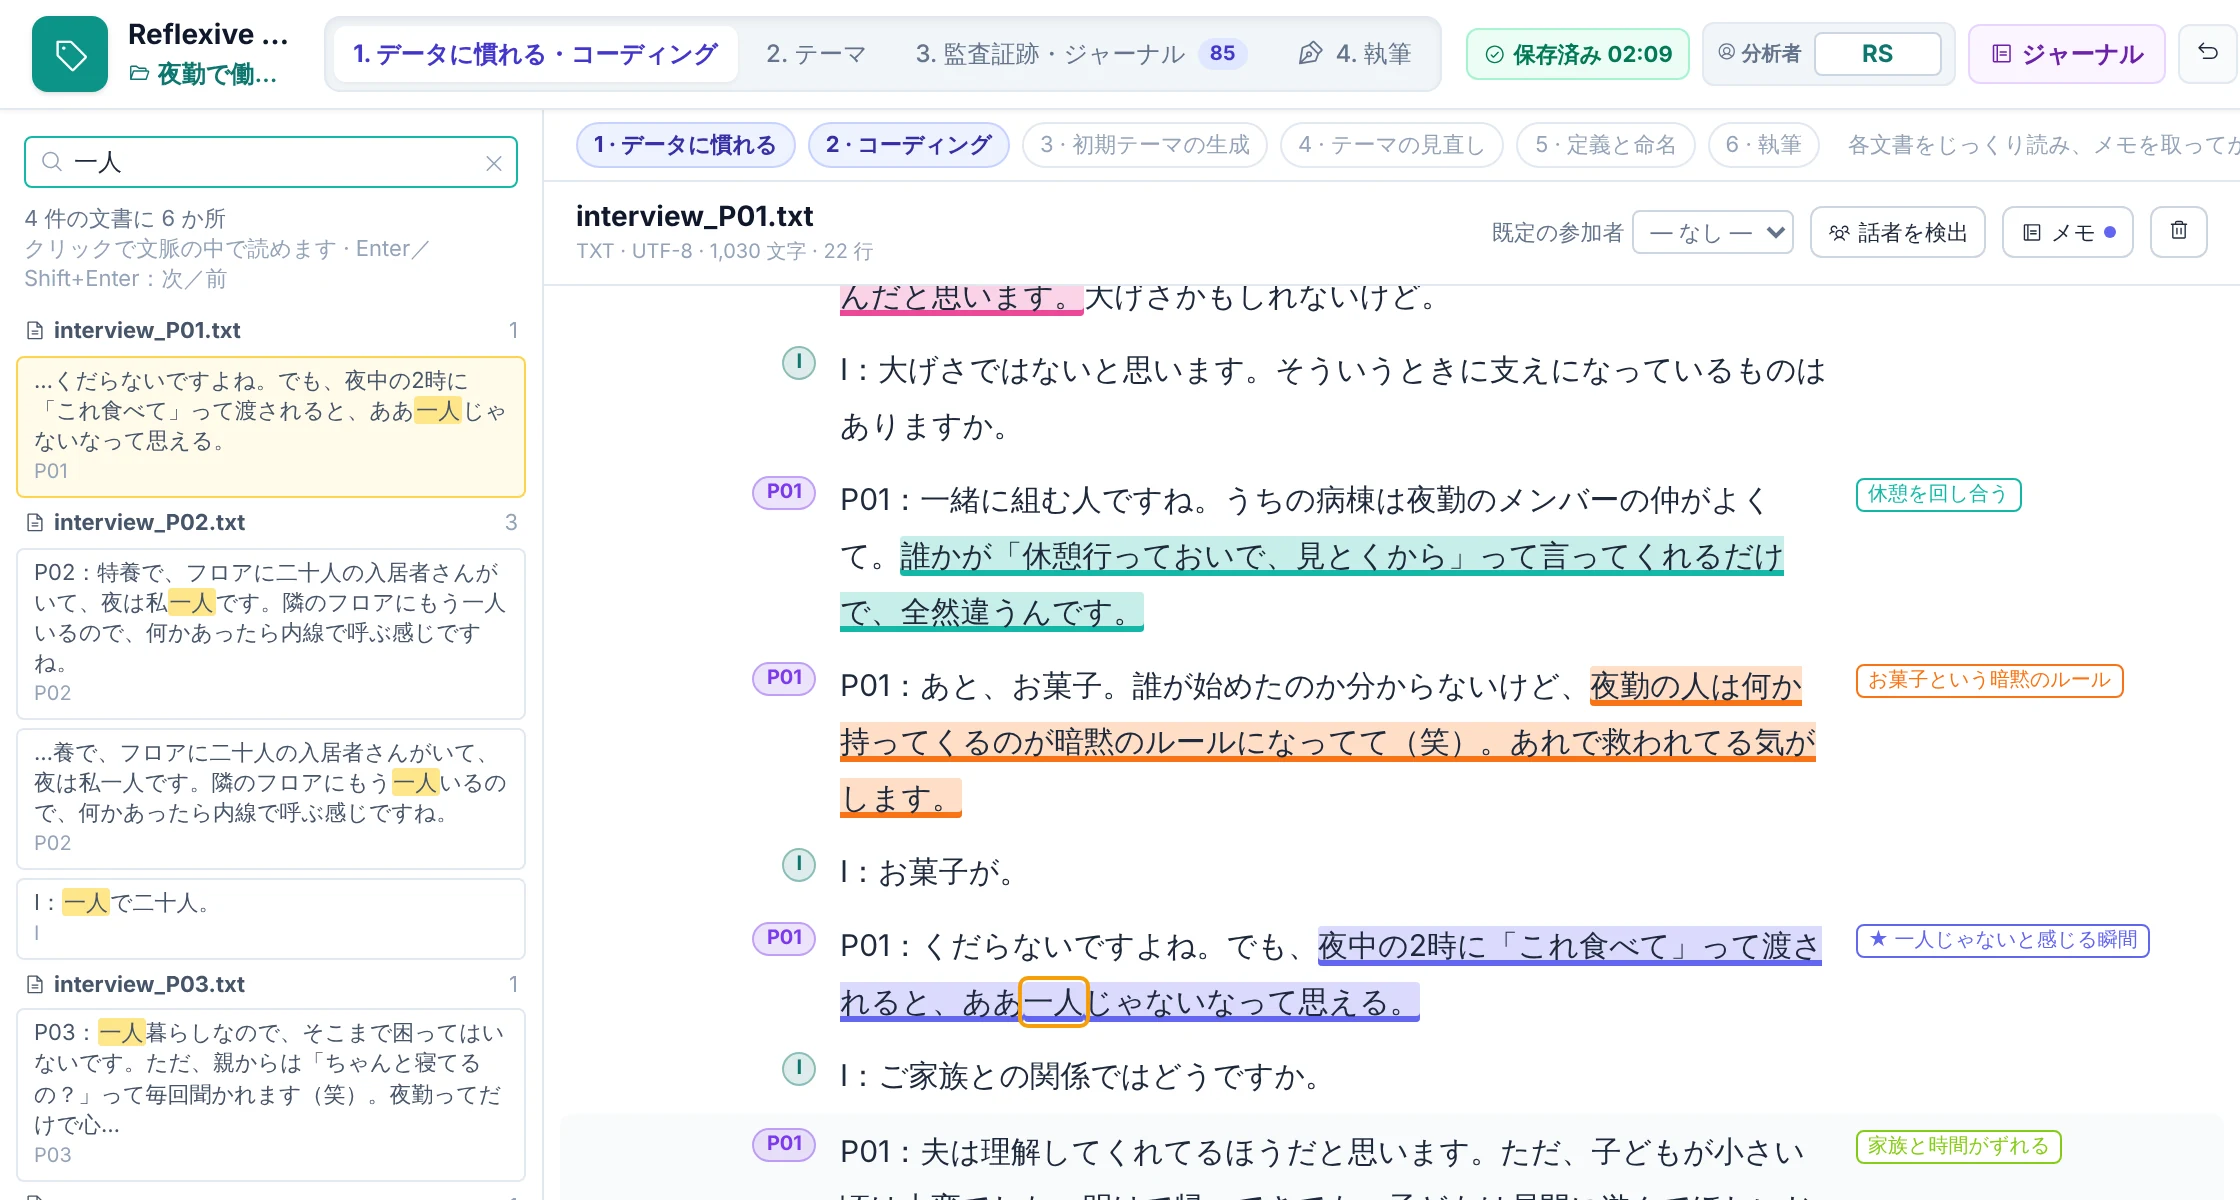 Reflexive ...
夜勤で働...
1. データに慣れる・コーディング
2. テーマ
3. 監査証跡・ジャーナル 85
4. 執筆
保存済み 02:09
分析者 RS
ジャーナル
一人
4 件の文書に 6 か所
クリックで文脈の中で読めます · Enter／
Shift+Enter：次／前
interview_P01.txt 1
...くだらないですよね。でも、夜中の2時に
「これ食べて」って渡されると、ああ一人じゃ
ないなって思える。
P01
interview_P02.txt 3
P02：特養で、フロアに二十人の入居者さんが
いて、夜は私一人です。隣のフロアにもう一人
いるので、何かあったら内線で呼ぶ感じです
ね。
P02
...養で、フロアに二十人の入居者さんがいて、
夜は私一人です。隣のフロアにもう一人いるの
で、何かあったら内線で呼ぶ感じですね。
P02
I：一人で二十人。
I
interview_P03.txt 1
P03：一人暮らしなので、そこまで困ってはい
ないです。ただ、親からは「ちゃんと寝てる
の？」って毎回聞かれます（笑）。夜勤ってだ
けで心...
P03
1 · データに慣れる
2 · コーディング
3 · 初期テーマの生成
4 · テーマの見直し
5 · 定義と命名
6 · 執筆
各文書をじっくり読み、メモを取ってか
interview_P01.txt
TXT · UTF-8 · 1,030 文字 · 22 行
既定の参加者 — なし —
話者を検出
メモ
んだと思います。大げさかもしれないけど。
I I：大げさではないと思います。そういうときに支えになっているものは
ありますか。
P01 P01：一緒に組む人ですね。うちの病棟は夜勤のメンバーの仲がよく
て。誰かが「休憩行っておいで、見とくから」って言ってくれるだけ
で、全然違うんです。
休憩を回し合う
P01 P01：あと、お菓子。誰が始めたのか分からないけど、夜勤の人は何か
持ってくるのが暗黙のルールになってて（笑）。あれで救われてる気が
します。
お菓子という暗黙のルール
I I：お菓子が。
P01 P01：くだらないですよね。でも、夜中の2時に「これ食べて」って渡さ
れると、ああ一人じゃないなって思える。
★ 一人じゃないと感じる瞬間
I I：ご家族との関係ではどうですか。
P01 P01：夫は理解してくれてるほうだと思います。ただ、子どもが小さい
家族と時間がずれる